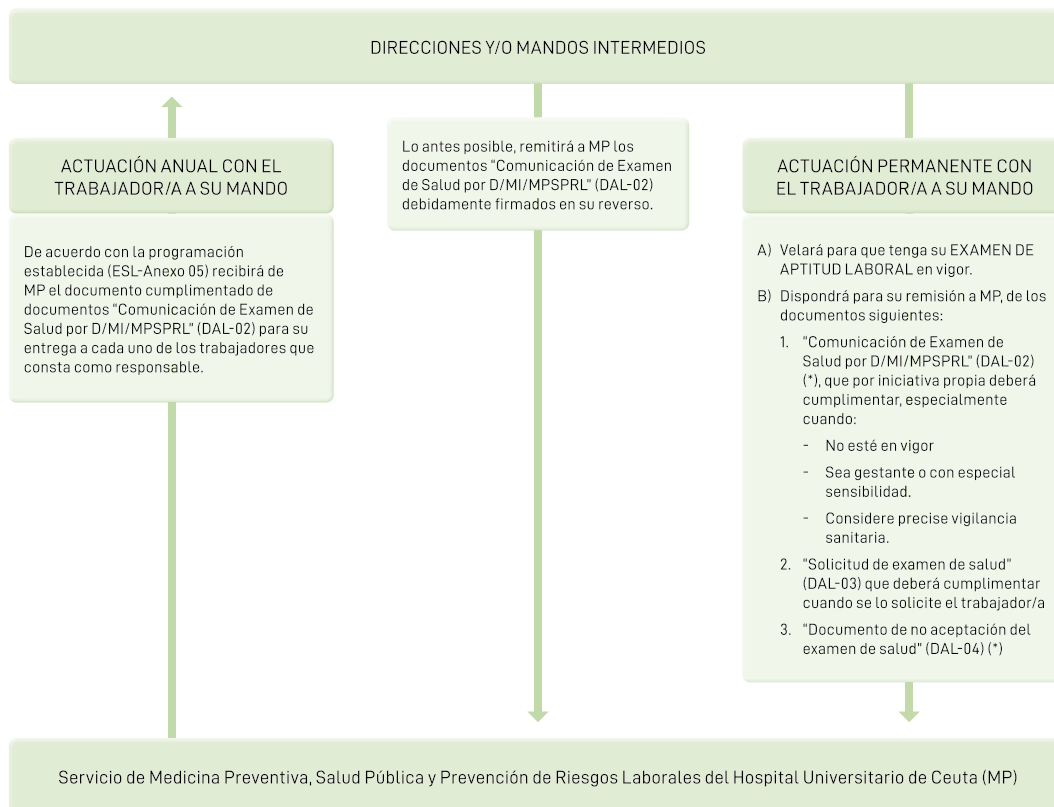 DIRECCIONES Y/O MANDOS INTERMEDIOS
ACTUACIÓN ANUAL CON EL
TRABAJADOR/A A SU MANDO
De acuerdo con la programación
establecida (ESL-Anexo 05) recibirá de
MP el documento cumplimentado de
documentos "Comunicación de Examen de
Salud por D/MI/MPSPRL" (DAL-02) para su
entrega a cada uno de los trabajadores que
consta como responsable.
Lo antes posible, remitirá a MP los
documentos "Comunicación de Examen
de Salud por D/MI/MPSPRL" (DAL-02)
debidamente firmados en su reverso.
ACTUACIÓN PERMANENTE CON
EL TRABAJADOR/A A SU MANDO
A) Velará para que tenga su EXAMEN DE
APTITUD LABORAL en vigor.
B) Dispondrá para su remisión a MP, de los
documentos siguientes:
1. "Comunicación de Examen de
Salud por D/MI/MPSPRL" (DAL-02)
(*), que por iniciativa propia deberá
cumplimentar, especialmente
cuando:
- No esté en vigor
- Sea gestante o con especial
sensibilidad.
- Considere precise vigilancia
sanitaria.
2. "Solicitud de examen de salud"
(DAL-03) que deberá cumplimentar
cuando se lo solicite el trabajador/a
3. "Documento de no aceptación del
examen de salud" (DAL-04) (*)
Servicio de Medicina Preventiva, Salud Pública y Prevención de Riesgos Laborales del Hospital Universitario de Ceuta (MP)